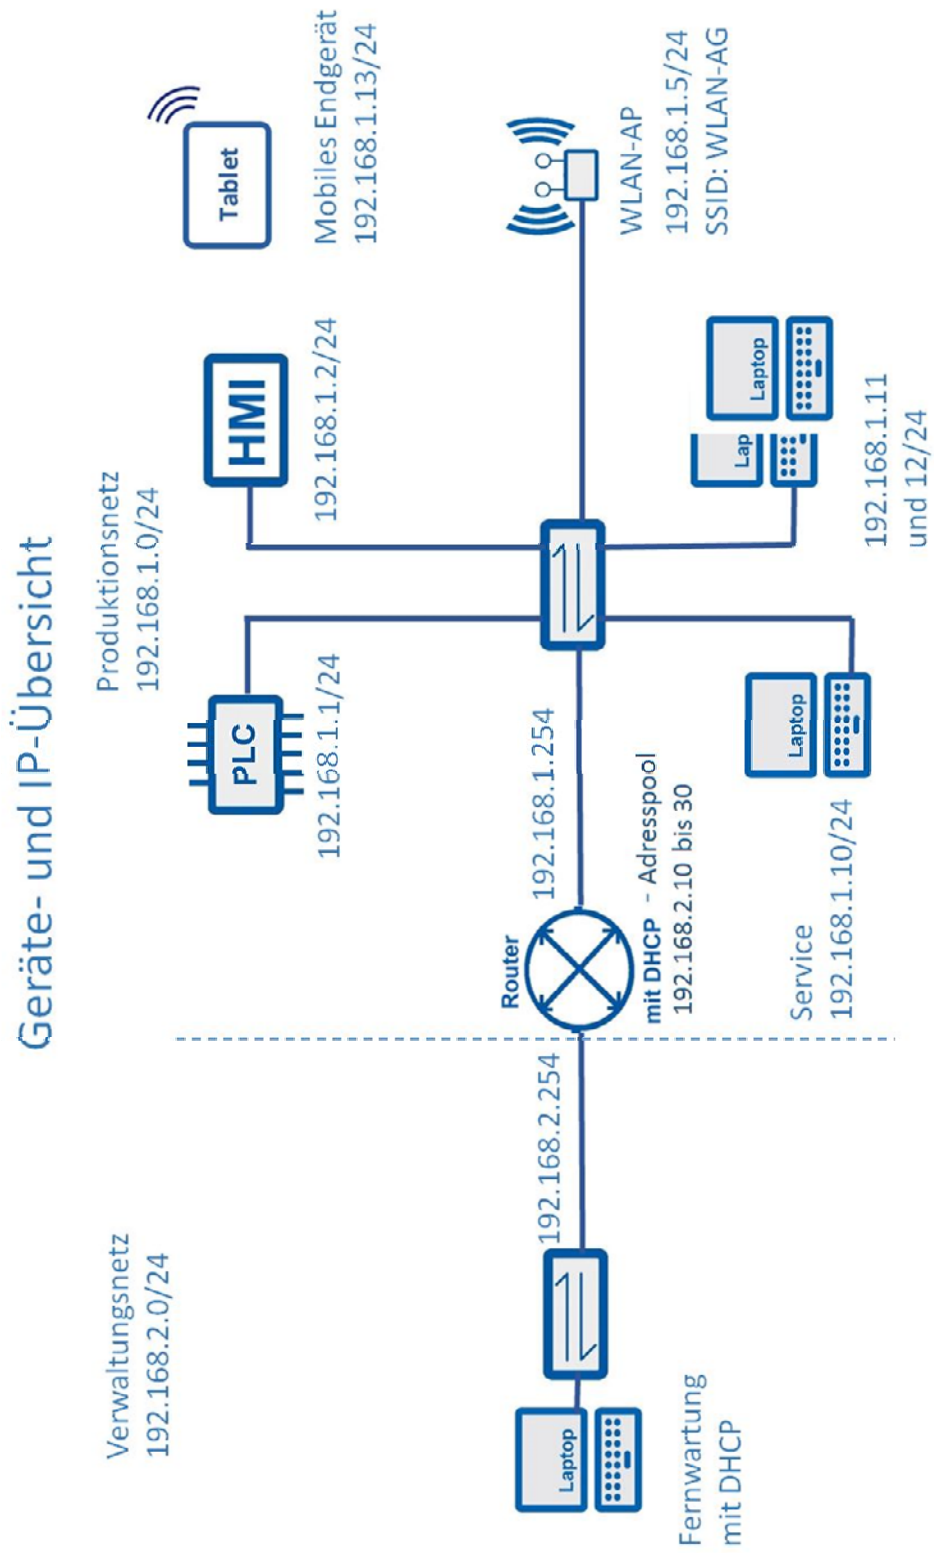 Geräte- und IP-Übersicht
Verwaltungsnetz
192.168.2.0/24
Produktionsnetz
192.168.1.0/24
PLC
192.168.1.1/24
HMI
192.168.1.2/24
Tablet
Mobiles Endgerät
192.168.1.13/24
Laptop
Fernwartung
mit DHCP
192.168.2.254
Router
mit DHCP - Adresspool
192.168.2.10 bis 30
192.168.1.254
Laptop
Service
192.168.1.10/24
Lap
Laptop
192.168.1.11
und 12/24
WLAN-AP
192.168.1.5/24
SSID: WLAN-AG